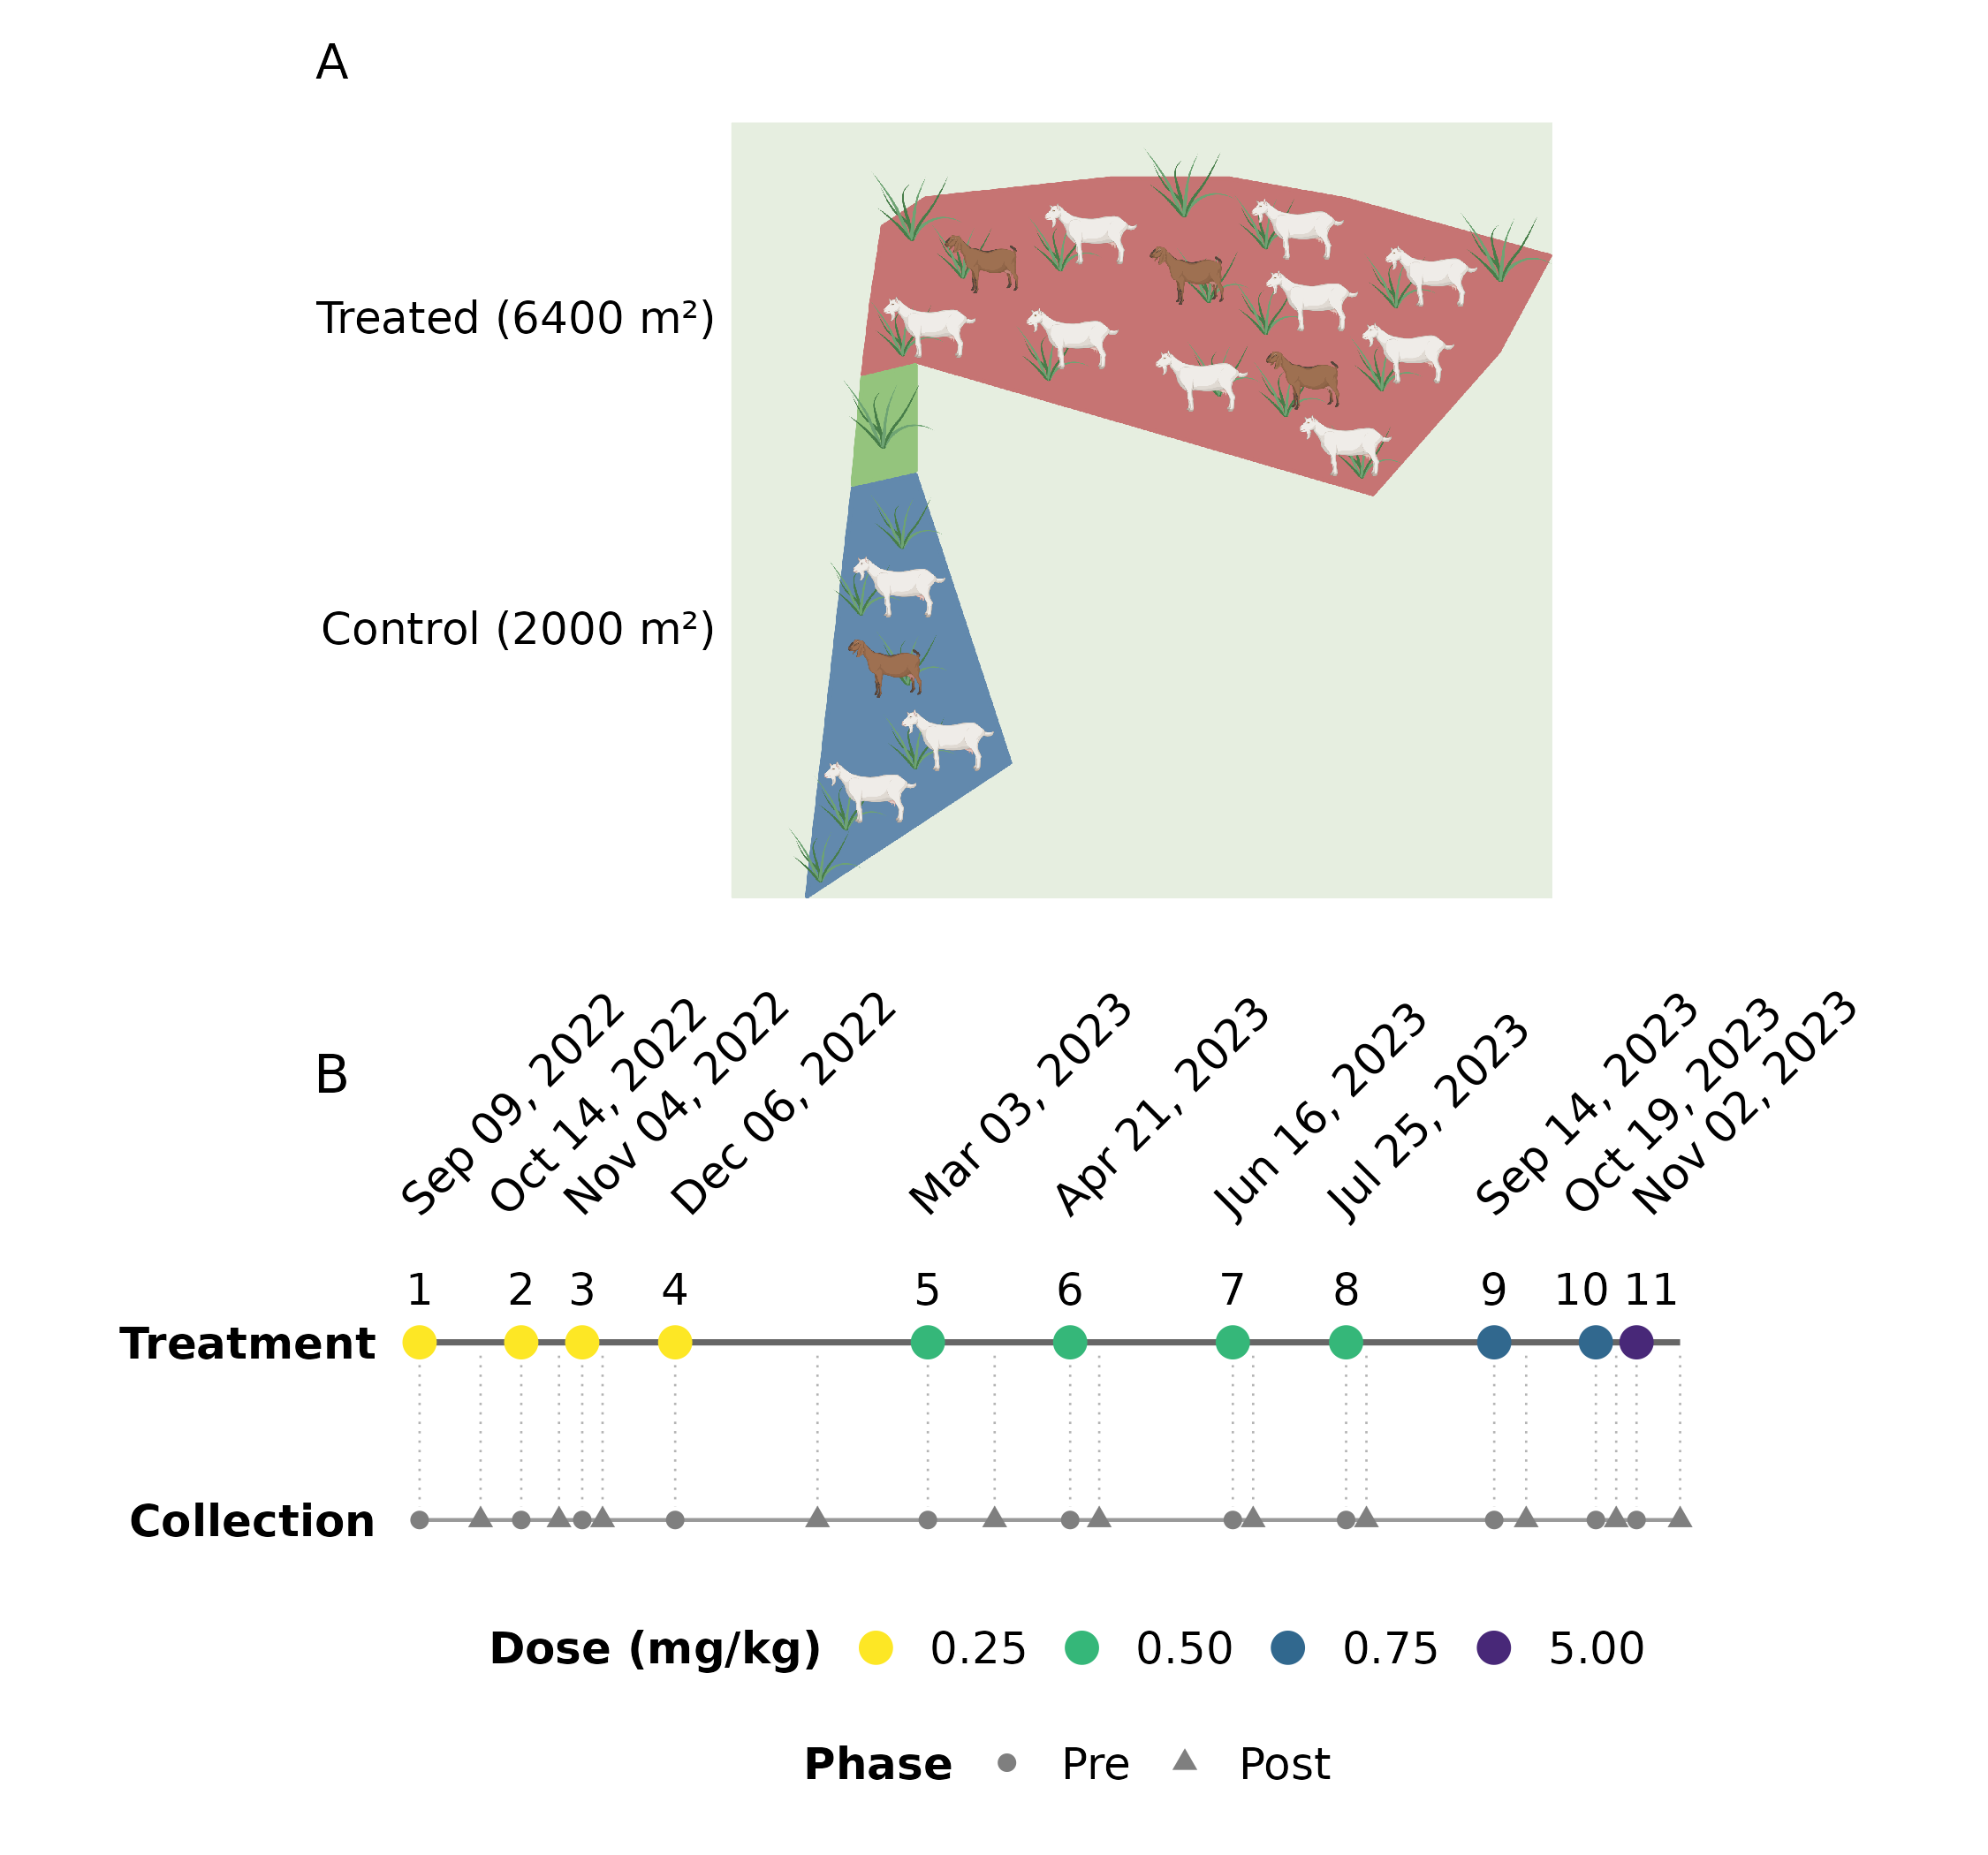 A
Treated (6400 m²)
Control (2000 m²)
B
Sep 09, 2022
Oct 14, 2022
Nov 04, 2022
Dec 06, 2022
Mar 03, 2023
Apr 21, 2023
Jun 16, 2023
Jul 25, 2023
Sep 14, 2023
Oct 19, 2023
Nov 02, 2023
1 2 3 4 5 6 7 8 9 10 11
Treatment
Collection
Dose (mg/kg) 0.25 0.50 0.75 5.00
Phase Pre Post